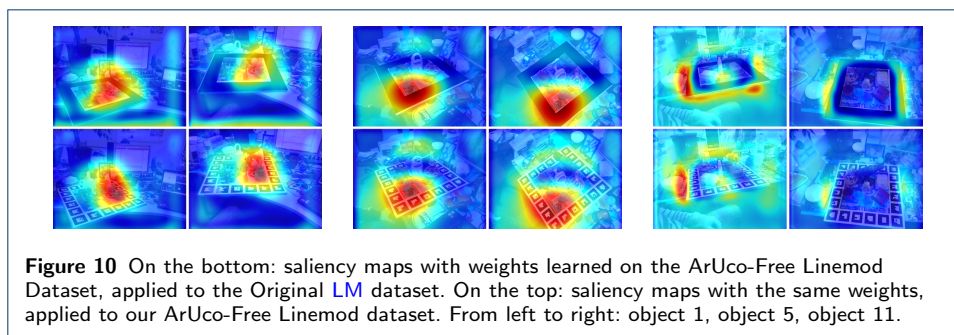 Figure 10 On the bottom: saliency maps with weights learned on the ArUco-Free Linemod
Dataset, applied to the Original LM dataset. On the top: saliency maps with the same weights,
applied to our ArUco-Free Linemod dataset. From left to right: object 1, object 5, object 11.